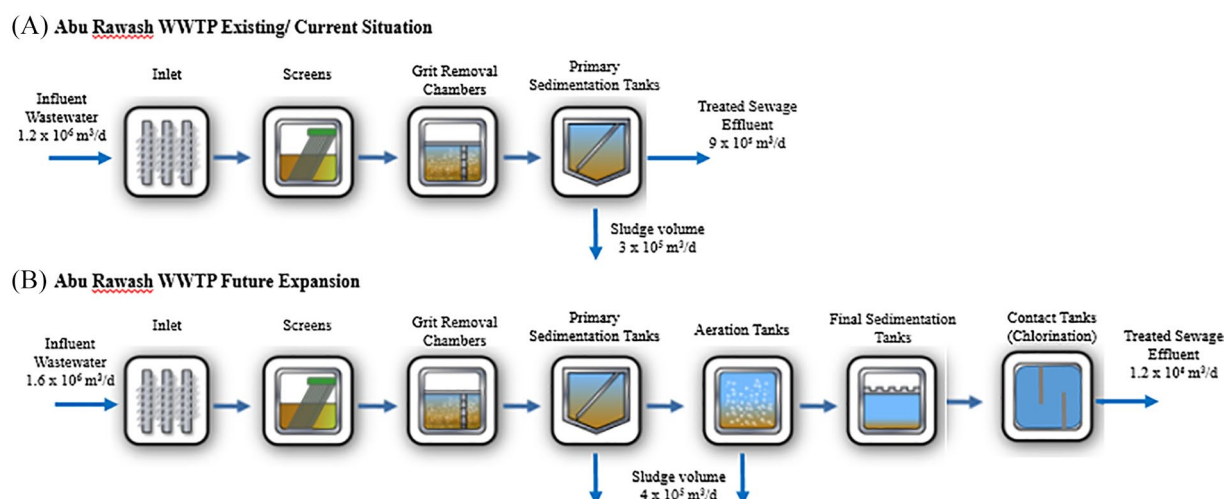 (A) Abu Rawash WWTP Existing/ Current Situation
Inlet
Screens
Grit Removal
Chambers
Primary
Sedimentation Tanks
Influent
Wastewater
1.2 x 10⁶ m³/d
Treated Sewage
Effluent
9 x 10⁵ m³/d
Sludge volume
3 x 10⁵ m³/d
(B) Abu Rawash WWTP Future Expansion
Inlet
Screens
Grit Removal
Chambers
Primary
Sedimentation Tanks
Aeration Tanks
Final Sedimentation
Tanks
Contact Tanks
(Chlorination)
Influent
Wastewater
1.6 x 10⁶ m³/d
Treated Sewage
Effluent
1.2 x 10⁶ m³/d
Sludge volume
4 x 10⁵ m³/d